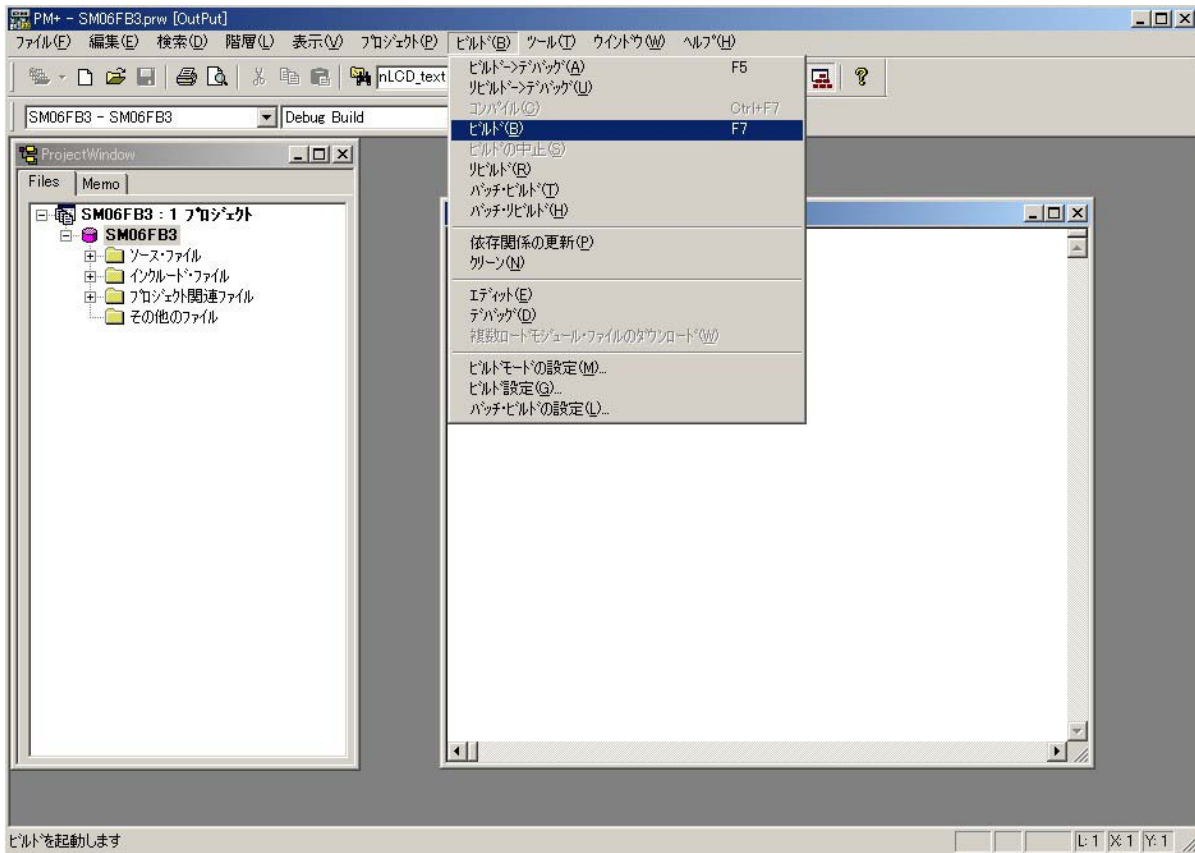 PM+ - SM06FB3.prw [OutPut]
ﾌｧｲﾙ(F) 編集(E) 検索(D) 階層(L) 表示(V) ﾌﾟﾛｼﾞｪｸﾄ(P) ﾋﾞﾙﾄﾞ(B) ﾂｰﾙ(T) ｳｲﾝﾄﾞｳ(W) ﾍﾙﾌﾟ(H)
nLCD_text
SM06FB3 - SM06FB3 Debug Build
ﾋﾞﾙﾄﾞ->ﾃﾞﾊﾞｯｸﾞ(A) F5
ﾘﾋﾞﾙﾄﾞ->ﾃﾞﾊﾞｯｸﾞ(U)
ｺﾝﾊﾟｲﾙ(C) Ctrl+F7
ﾋﾞﾙﾄﾞ(B) F7
ﾋﾞﾙﾄﾞの中止(S)
ﾘﾋﾞﾙﾄﾞ(R)
ﾊﾞｯﾁ･ﾋﾞﾙﾄﾞ(T)
ﾊﾞｯﾁ･ﾘﾋﾞﾙﾄﾞ(H)
依存関係の更新(P)
ｸﾘｰﾝ(N)
ｴﾃﾞｨｯﾄ(E)
ﾃﾞﾊﾞｯｸﾞ(D)
複数ﾛｰﾄﾞﾓｼﾞｭｰﾙ･ﾌｧｲﾙのﾀﾞｳﾝﾛｰﾄﾞ(W)
ﾋﾞﾙﾄﾞﾓｰﾄﾞの設定(M)...
ﾋﾞﾙﾄﾞ設定(G)...
ﾊﾞｯﾁ･ﾋﾞﾙﾄﾞの設定(L)...
ProjectWindow
Files Memo
SM06FB3 : 1 ﾌﾟﾛｼﾞｪｸﾄ
SM06FB3
ｿｰｽ･ﾌｧｲﾙ
ｲﾝｸﾙｰﾄﾞ･ﾌｧｲﾙ
ﾌﾟﾛｼﾞｪｸﾄ関連ﾌｧｲﾙ
その他のﾌｧｲﾙ
ﾋﾞﾙﾄﾞを起動します L: 1 X: 1 Y: 1